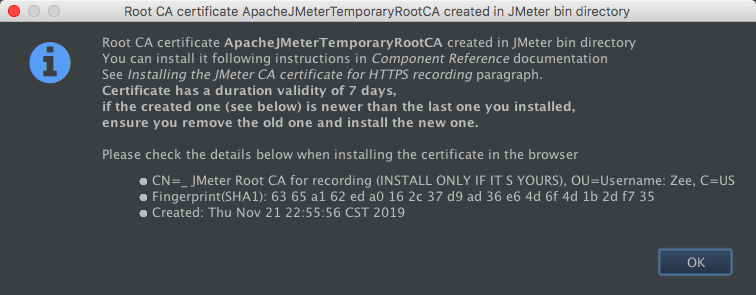 Root CA certificate ApacheJMeterTemporaryRootCA created in JMeter bin directory
Root CA certificate ApacheJMeterTemporaryRootCA created in JMeter bin directory
You can install it following instructions in Component Reference documentation
See Installing the JMeter CA certificate for HTTPS recording paragraph.
Certificate has a duration validity of 7 days,
if the created one (see below) is newer than the last one you installed,
ensure you remove the old one and install the new one.
Please check the details below when installing the certificate in the browser
CN=_ JMeter Root CA for recording (INSTALL ONLY IF IT S YOURS), OU=Username: Zee, C=US
Fingerprint(SHA1): 63 65 a1 62 ed a0 16 2c 37 d9 ad 36 e6 4d 6f 4d 1b 2d f7 35
Created: Thu Nov 21 22:55:56 CST 2019
OK